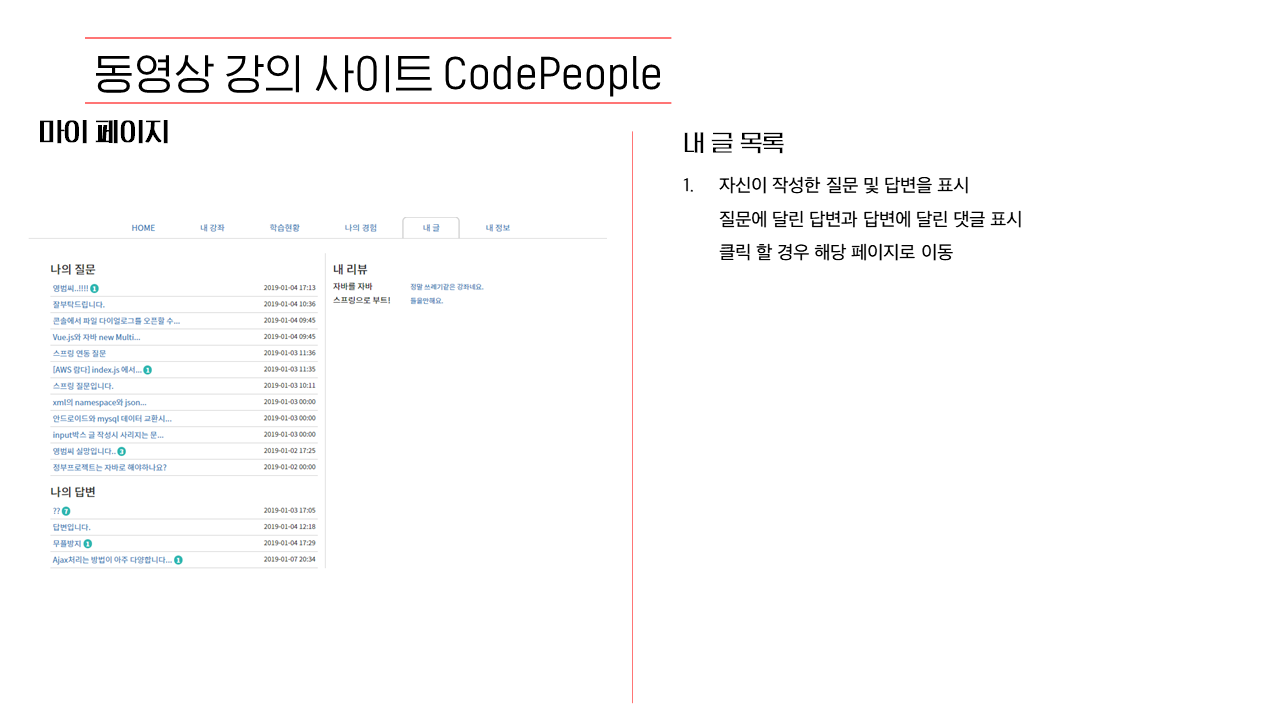 동영상 강의 사이트 CodePeople
마이 페이지
HOME 내 강좌 학습현황 나의 경험 내 글 내 정보
나의 질문
영범씨..!!!! 1 2019-01-04 17:13
잘부탁드립니다. 2019-01-04 10:36
콘솔에서 파일 다이얼로그를 오픈할 수... 2019-01-04 09:45
Vue.js와 자바 new Multi... 2019-01-04 09:45
스프링 연동 질문 2019-01-03 11:36
[AWS 람다] index.js 에서... 1 2019-01-03 11:35
스프링 질문입니다. 2019-01-03 10:11
xml의 namespace와 json... 2019-01-03 00:00
안드로이드와 mysql 데이터 교환시... 2019-01-03 00:00
input박스 글 작성시 사리지는 문... 2019-01-03 00:00
영범씨 실망입니다.. 3 2019-01-02 17:25
정부프로젝트는 자바로 해야하나요? 2019-01-02 00:00
나의 답변
?? 7 2019-01-03 17:05
답변입니다. 2019-01-04 12:18
무플방지 1 2019-01-04 17:29
Ajax처리는 방법이 아주 다양합니다... 1 2019-01-07 20:34
내 리뷰
자바를 자바 정말 쓰레기같은 강좌네요.
스프링으로 부트! 들을만해요.
내 글 목록
1. 자신이 작성한 질문 및 답변을 표시
질문에 달린 답변과 답변에 달린 댓글 표시
클릭 할 경우 해당 페이지로 이동